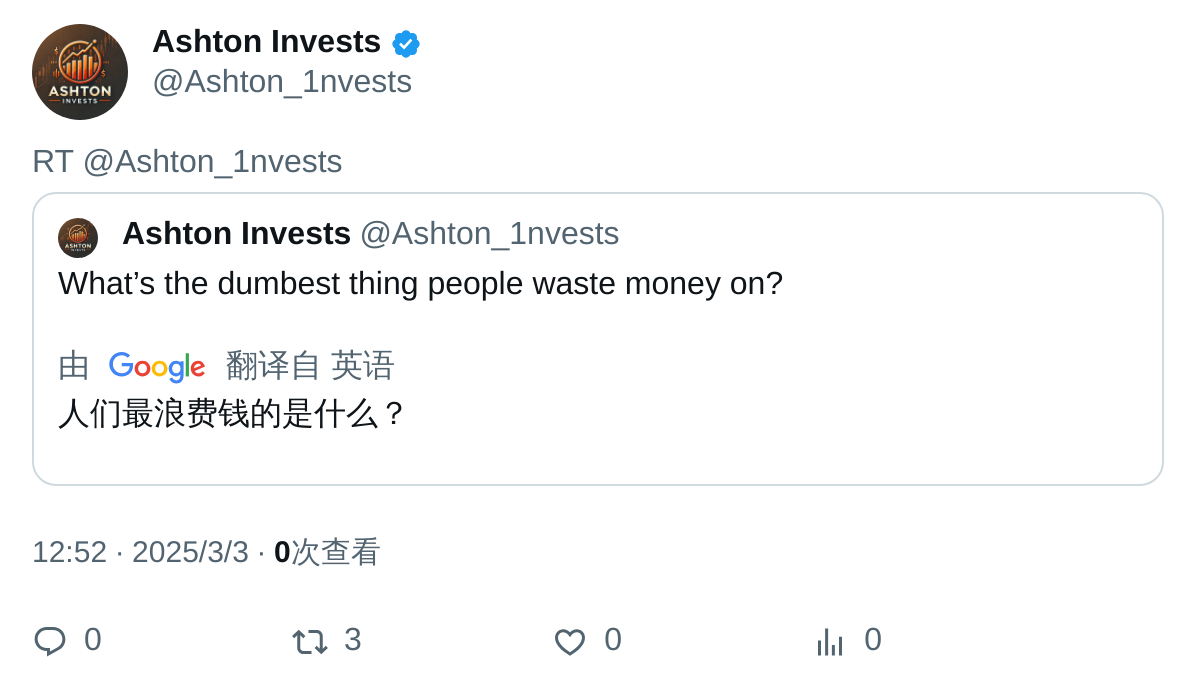 ASHTON
INVESTS
Ashton Invests
@Ashton_1nvests
RT @Ashton_1nvests
ASHTON
Ashton Invests @Ashton_1nvests
What’s the dumbest thing people waste money on?
由 Google 翻译自 英语
人们最浪费钱的是什么？
12:52 · 2025/3/3 · 0次查看
0 3 0 0